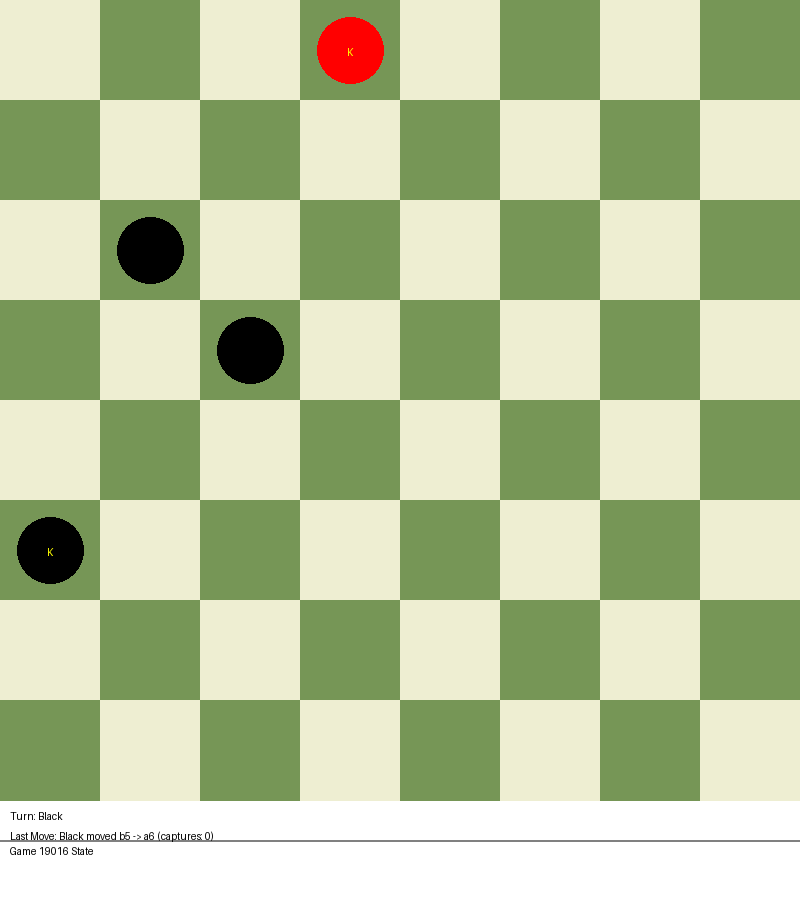 K
K
Turn: Black
Last Move: Black moved b5 -> a6 (captures: 0)
Game 19016 State